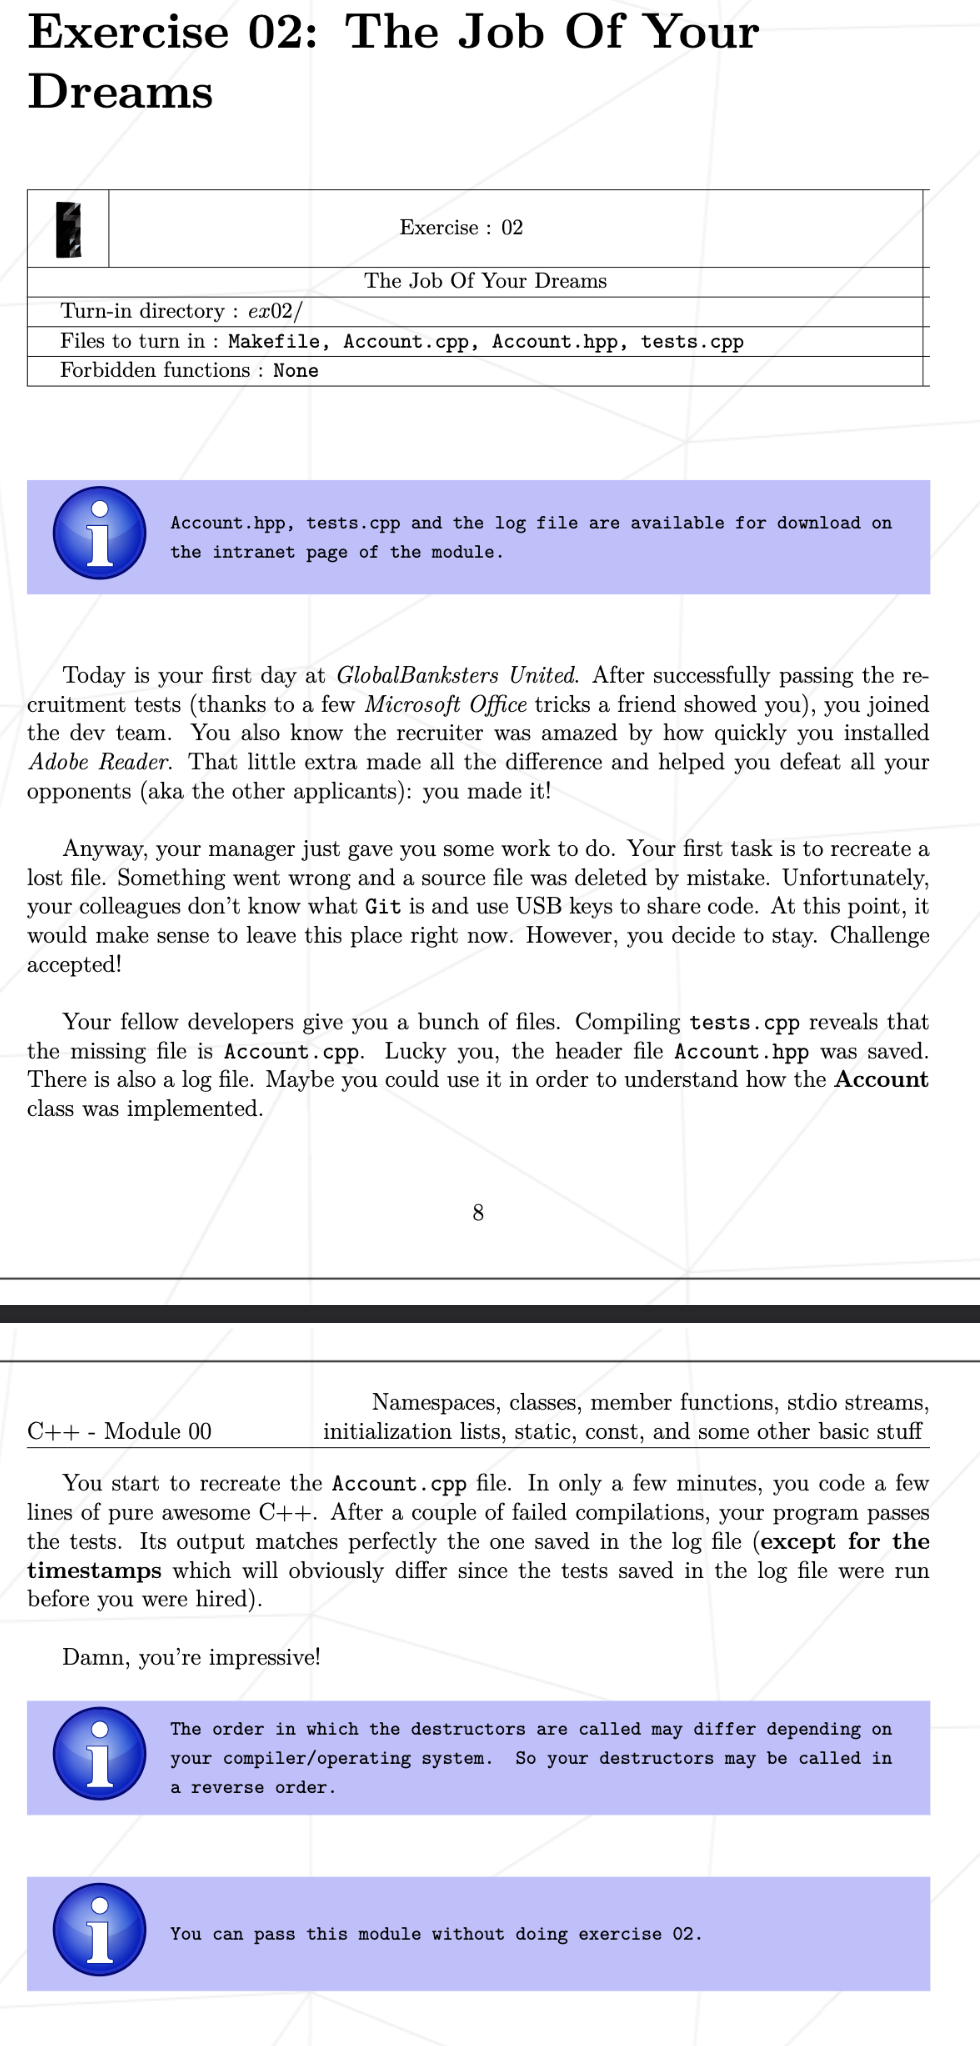 Exercise 02: The Job Of Your
Dreams
Exercise : 02
The Job Of Your Dreams
Turn-in directory : ex02/
Files to turn in : Makefile, Account.cpp, Account.hpp, tests.cpp
Forbidden functions : None
Account.hpp, tests.cpp and the log file are available for download on
the intranet page of the module.
Today is your first day at GlobalBanksters United. After successfully passing the re-
cruitment tests (thanks to a few Microsoft Office tricks a friend showed you), you joined
the dev team. You also know the recruiter was amazed by how quickly you installed
Adobe Reader. That little extra made all the difference and helped you defeat all your
opponents (aka the other applicants): you made it!
Anyway, your manager just gave you some work to do. Your first task is to recreate a
lost file. Something went wrong and a source file was deleted by mistake. Unfortunately,
your colleagues don't know what Git is and use USB keys to share code. At this point, it
would make sense to leave this place right now. However, you decide to stay. Challenge
accepted!
Your fellow developers give you a bunch of files. Compiling tests.cpp reveals that
the missing file is Account.cpp. Lucky you, the header file Account.hpp was saved.
There is also a log file. Maybe you could use it in order to understand how the Account
class was implemented.
8
Namespaces, classes, member functions, stdio streams,
C++ - Module 00 initialization lists, static, const, and some other basic stuff
You start to recreate the Account.cpp file. In only a few minutes, you code a few
lines of pure awesome C++. After a couple of failed compilations, your program passes
the tests. Its output matches perfectly the one saved in the log file (except for the
timestamps which will obviously differ since the tests saved in the log file were run
before you were hired).
Damn, you're impressive!
The order in which the destructors are called may differ depending on
your compiler/operating system. So your destructors may be called in
a reverse order.
You can pass this module without doing exercise 02.